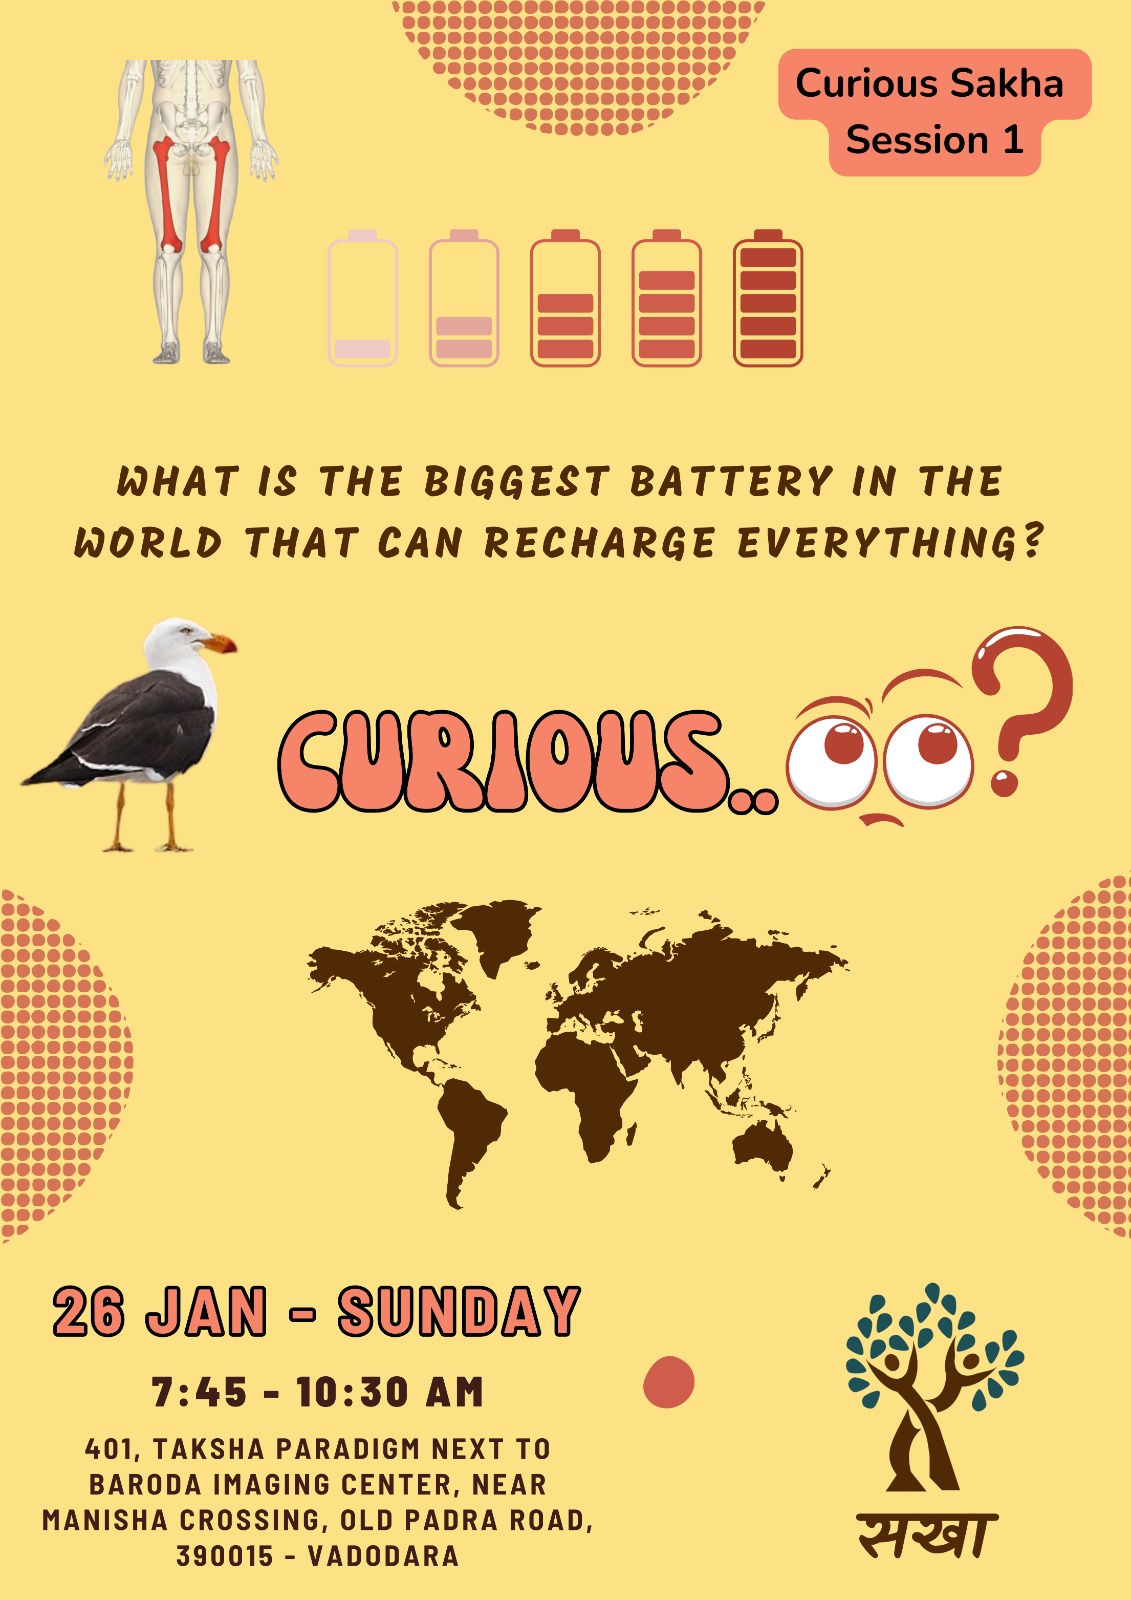 Curious Sakha
Session 1
WHAT IS THE BIGGEST BATTERY IN THE
WORLD THAT CAN RECHARGE EVERYTHING?
CURIOUS..?
26 JAN - SUNDAY
7:45 - 10:30 AM
401, TAKSHA PARADIGM NEXT TO
BARODA IMAGING CENTER, NEAR
MANISHA CROSSING, OLD PADRA ROAD,
390015 - VADODARA
सखा